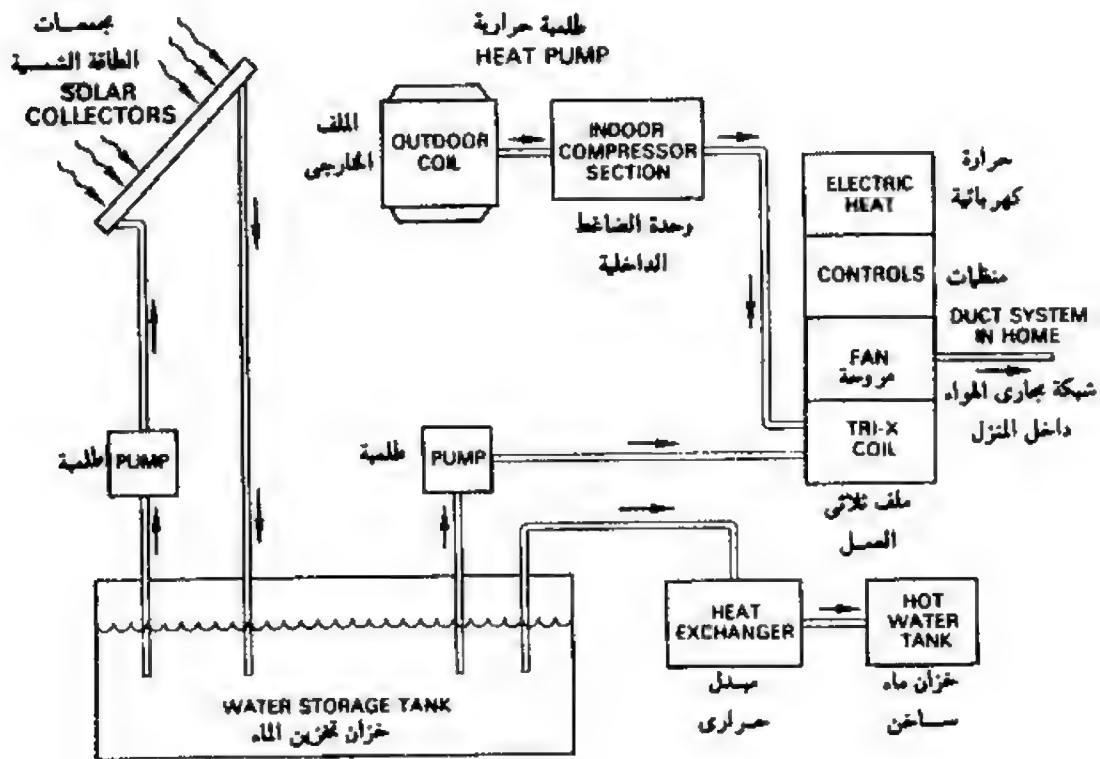 مجمعات
الطاقة الشمسية
SOLAR
COLLECTORS
طلمبة حرارية
HEAT PUMP
الملف
الخارجى
OUTDOOR
COIL
INDOOR
COMPRESSOR
SECTION
وحدة الضاغط
الداخلية
ELECTRIC
HEAT
حرارة
كهربائية
CONTROLS
منظمات
DUCT SYSTEM
IN HOME
FAN
مروحة
شبكة مجارى الهواء
داخل المنزل
TRI-X
COIL
ملف ثلاثى
العمل
طلمبة
PUMP
طلمبة
PUMP
HEAT
EXCHANGER
مبدل
حرارى
HOT
WATER
TANK
خزان ماء
ساخن
WATER STORAGE TANK
خزان تخزين الماء